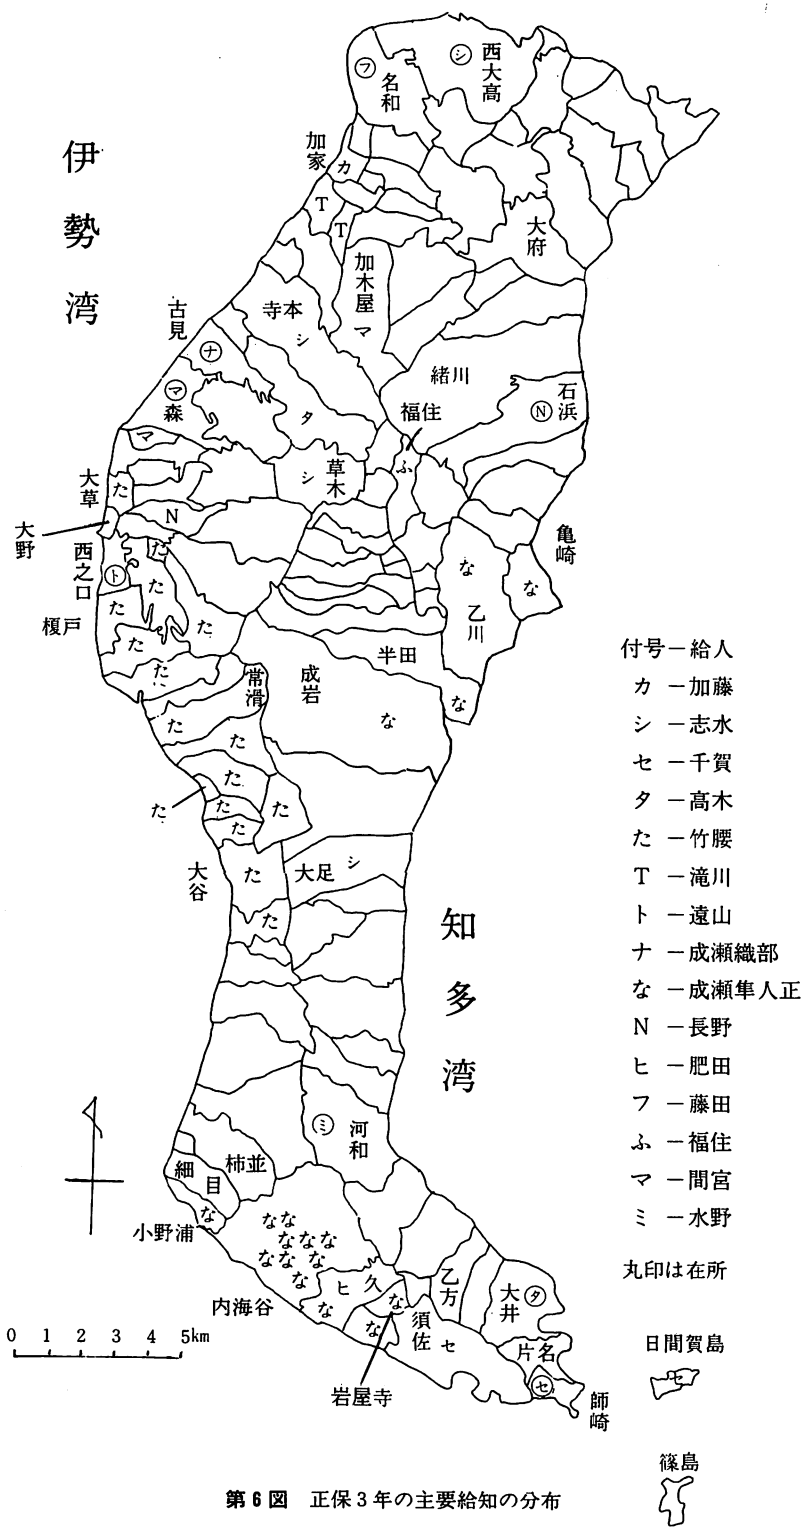 伊勢湾
知多湾
フ
名和
シ
西大高
加家
カ
T
T
大府
加木屋
マ
寺本
シ
古見
ナ
マ
森
緒川
福住
ふ
N
石浜
タ
マ
シ
草木
大草
た
N
大野
西之口
ト
た
た
た
榎戸
た
た
た
亀崎
な
な
乙川
な
半田
成岩
な
常滑
た
た
た
た
た
た
た
大谷
た
大足
シ
た
ミ
河和
柿並
細目
な
小野浦
なな
ななな
なな な
な
内海谷
ヒ
久
な
な
な
須佐
セ
岩屋寺
乙方
大井
タ
片名
セ
師崎
日間賀島
セ
篠島
付号－給人
カ－加藤
シ－志水
セ－千賀
タ－高木
た－竹腰
T－滝川
ト－遠山
ナ－成瀬織部
な－成瀬隼人正
N－長野
ヒ－肥田
フ－藤田
ふ－福住
マ－間宮
ミ－水野
丸印は在所
0 1 2 3 4 5km
第6図 正保3年の主要給知の分布